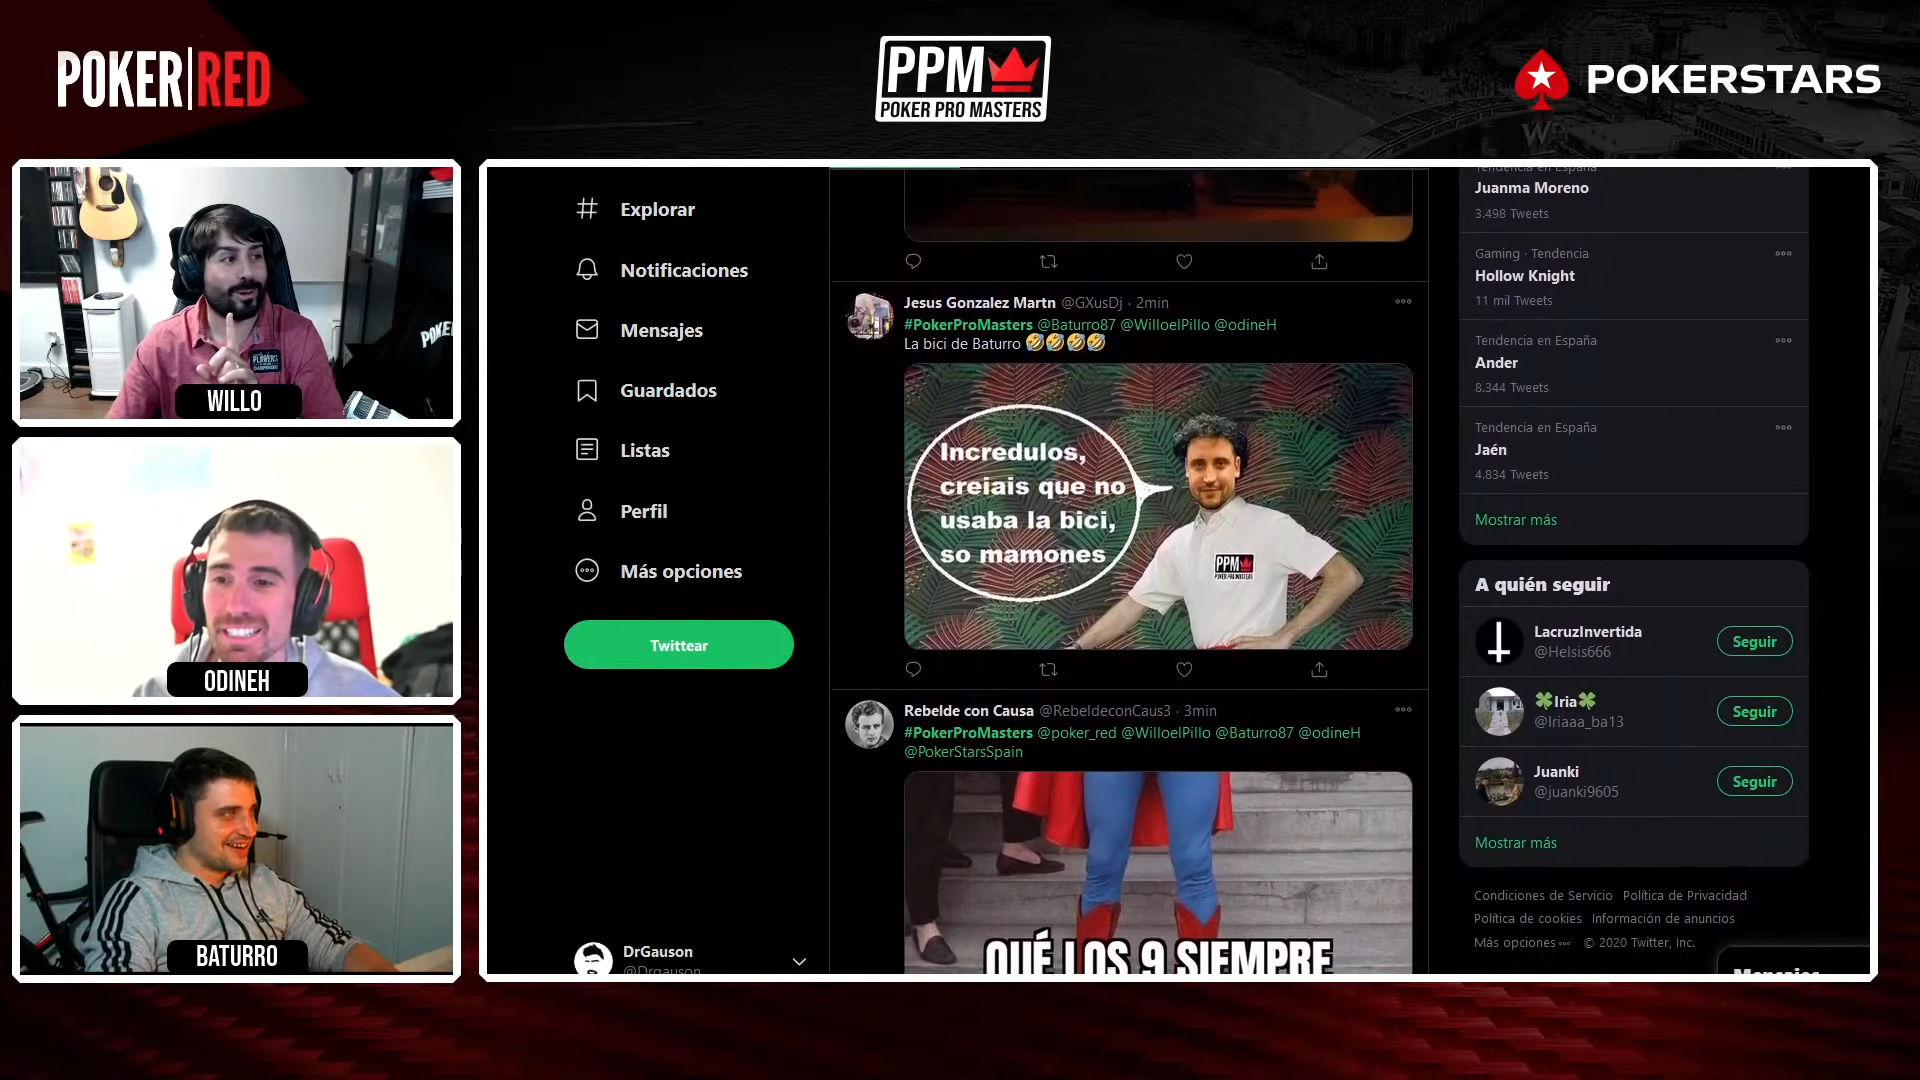 POKER|RED
PPM
POKER PRO MASTERS
POKERSTARS
WILLO
ODINEH
BATURRO
Explorar
Notificaciones
Mensajes
Guardados
Listas
Perfil
Más opciones
Twittear
DrGauson
@Drgauson
Jesus Gonzalez Martn @GXusDj · 2min
#PokerProMasters @Baturro87 @WilloelPillo @odineH
La bici de Baturro 🤣🤣🤣🤣
Incredulos,
creiais que no
usaba la bici,
so mamones
PPM
Rebelde con Causa @RebeldeconCaus3 · 3min
#PokerProMasters @poker_red @WilloelPillo @Baturro87 @odineH
@PokerStarsSpain
QUÉ LOS 9 SIEMPRE
Tendencia en España
Juanma Moreno
3.498 Tweets
Gaming · Tendencia
Hollow Knight
11 mil Tweets
Tendencia en España
Ander
8.344 Tweets
Tendencia en España
Jaén
4.834 Tweets
Mostrar más
A quién seguir
LacruzInvertida
@Helsis666
Seguir
🍀Iria🍀
@Iriaaa_ba13
Seguir
Juanki
@juanki9605
Seguir
Mostrar más
Condiciones de Servicio Política de Privacidad
Política de cookies Información de anuncios
Más opciones © 2020 Twitter, Inc.
Mensajes